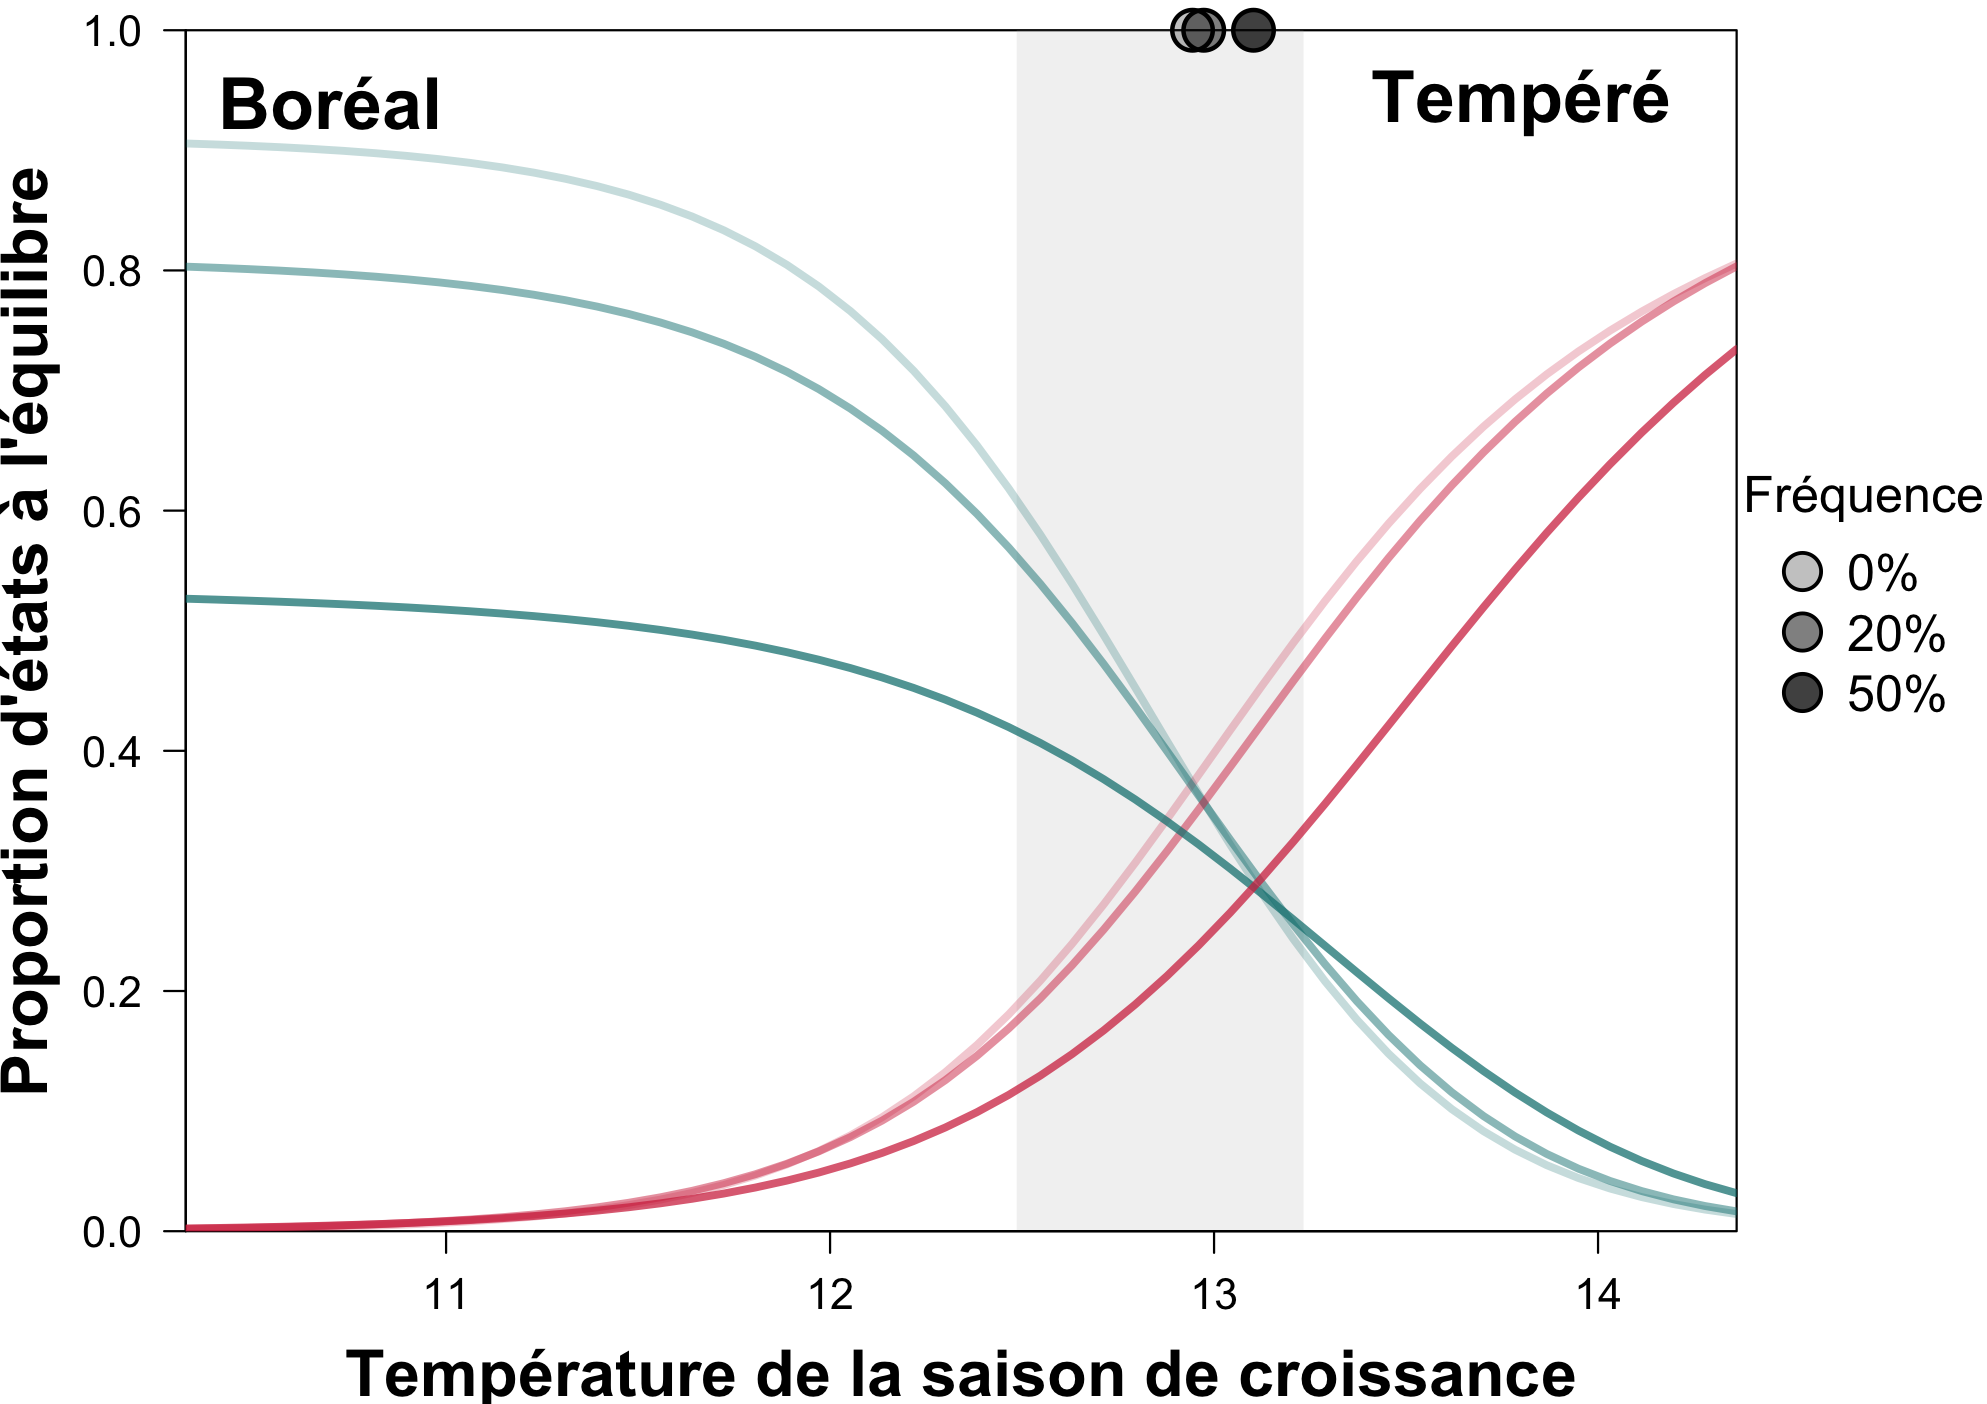 Boréal
Tempéré
Proportion d'états à l'équilibre
1.0
0.8
0.6
0.4
0.2
0.0
11
12
13
14
Température de la saison de croissance
Fréquence
0%
20%
50%